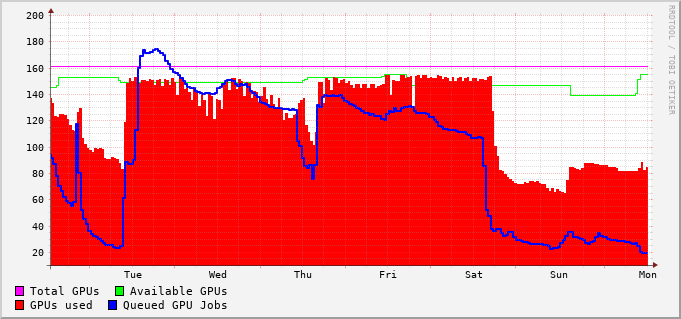 200
180
160
140
120
100
80
60
40
20
Tue Wed Thu Fri Sat Sun Mon
Total GPUs Available GPUs
GPUs used Queued GPU Jobs
RRDTOOL / TOBI OETIKER